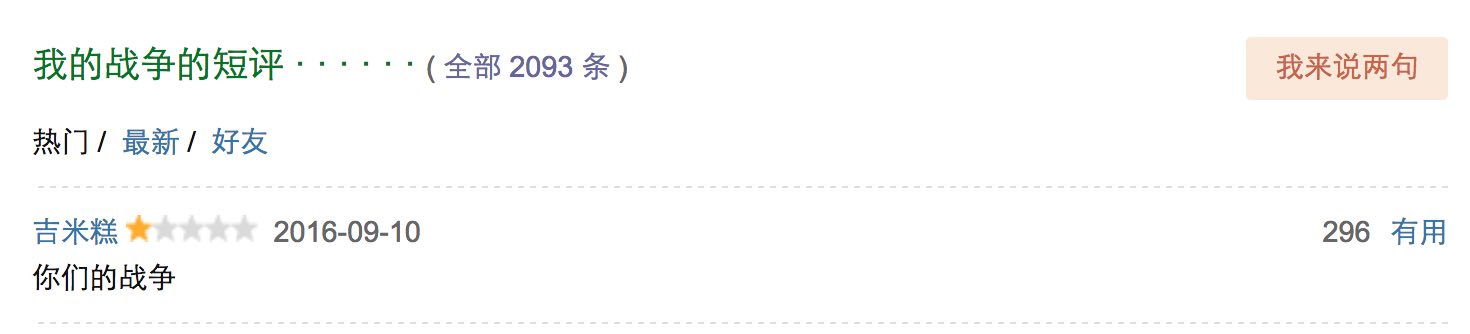 我的战争的短评 · · · · · · ( 全部 2093 条 )
我来说两句
热门 / 最新 / 好友
吉米糕 2016-09-10 296 有用
你们的战争